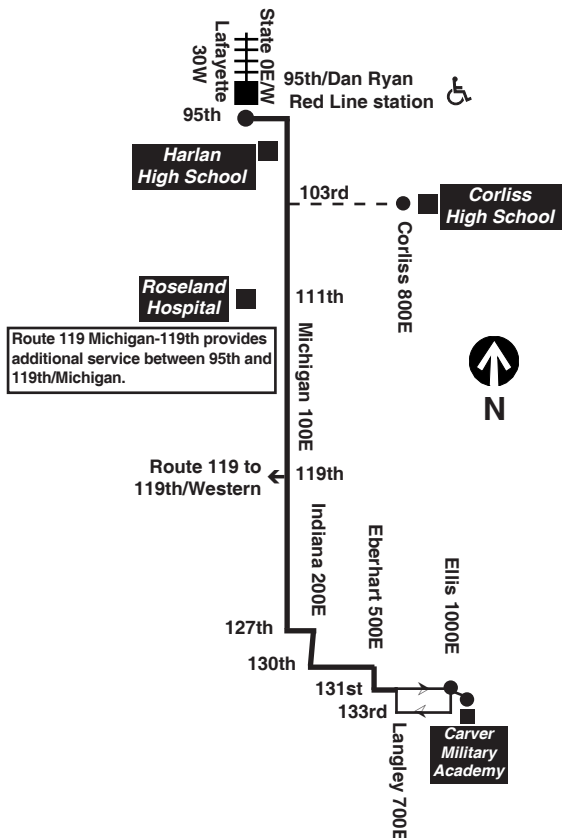 State 0E/W
Lafayette
30W
95th/Dan Ryan
Red Line station
95th
Harlan
High School
103rd
Corliss
High School
Corliss 800E
Roseland
Hospital
111th
Route 119 Michigan-119th provides
additional service between 95th and
119th/Michigan.
Michigan 100E
N
Route 119 to
119th/Western
119th
Indiana 200E
Eberhart 500E
Ellis 1000E
127th
130th
131st
133rd
Langley 700E
Carver
Military
Academy